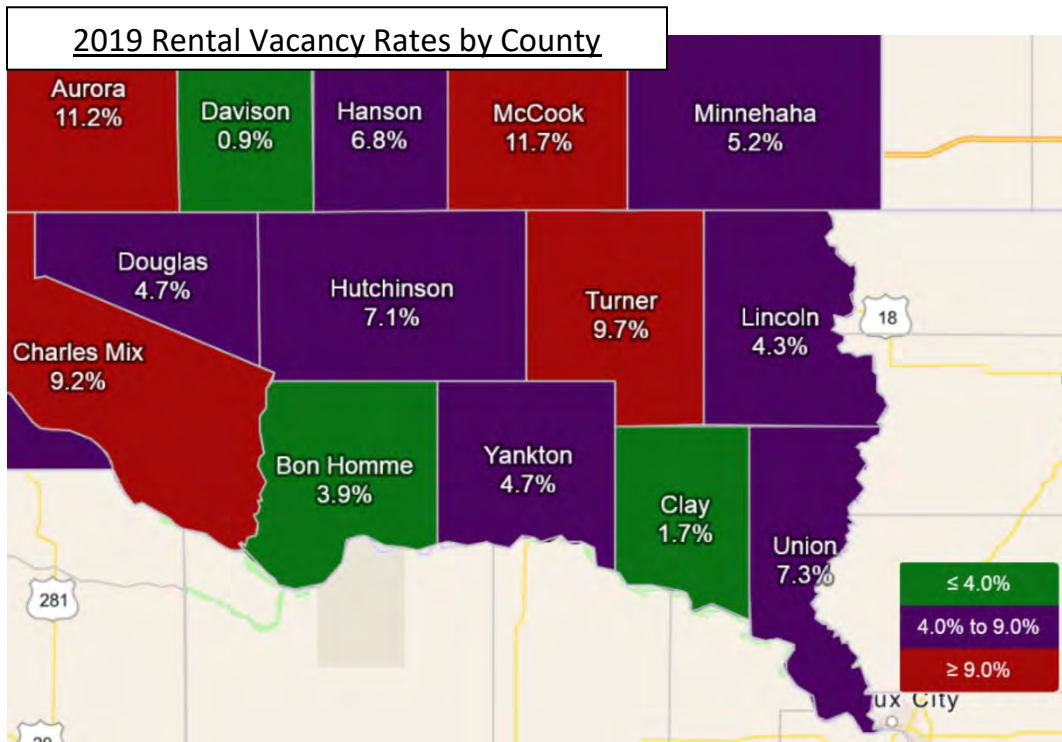 2019 Rental Vacancy Rates by County
Aurora
11.2%
Davison
0.9%
Hanson
6.8%
McCook
11.7%
Minnehaha
5.2%
Douglas
4.7%
Hutchinson
7.1%
Turner
9.7%
Lincoln
4.3%
18
Charles Mix
9.2%
Bon Homme
3.9%
Yankton
4.7%
Clay
1.7%
Union
7.3%
281
≤ 4.0%
4.0% to 9.0%
≥ 9.0%
ux City